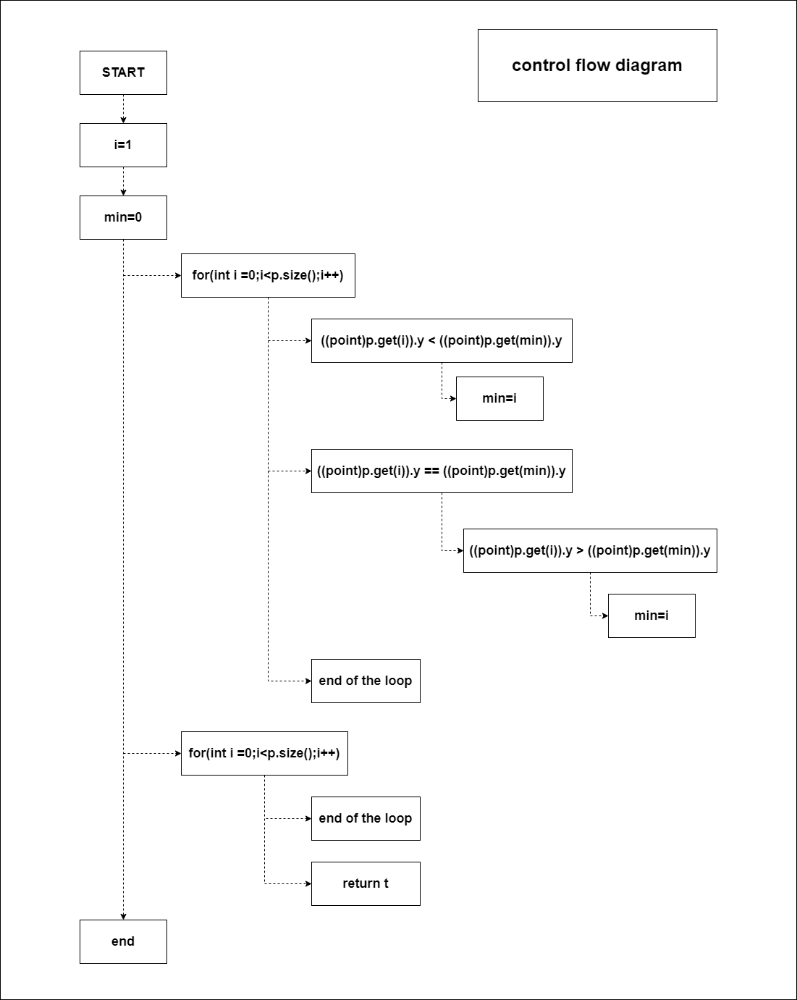 control flow diagram
START
i=1
min=0
for(int i =0;i<p.size();i++)
((point)p.get(i)).y < ((point)p.get(min)).y
min=i
((point)p.get(i)).y == ((point)p.get(min)).y
((point)p.get(i)).y > ((point)p.get(min)).y
min=i
end of the loop
for(int i =0;i<p.size();i++)
end of the loop
return t
end